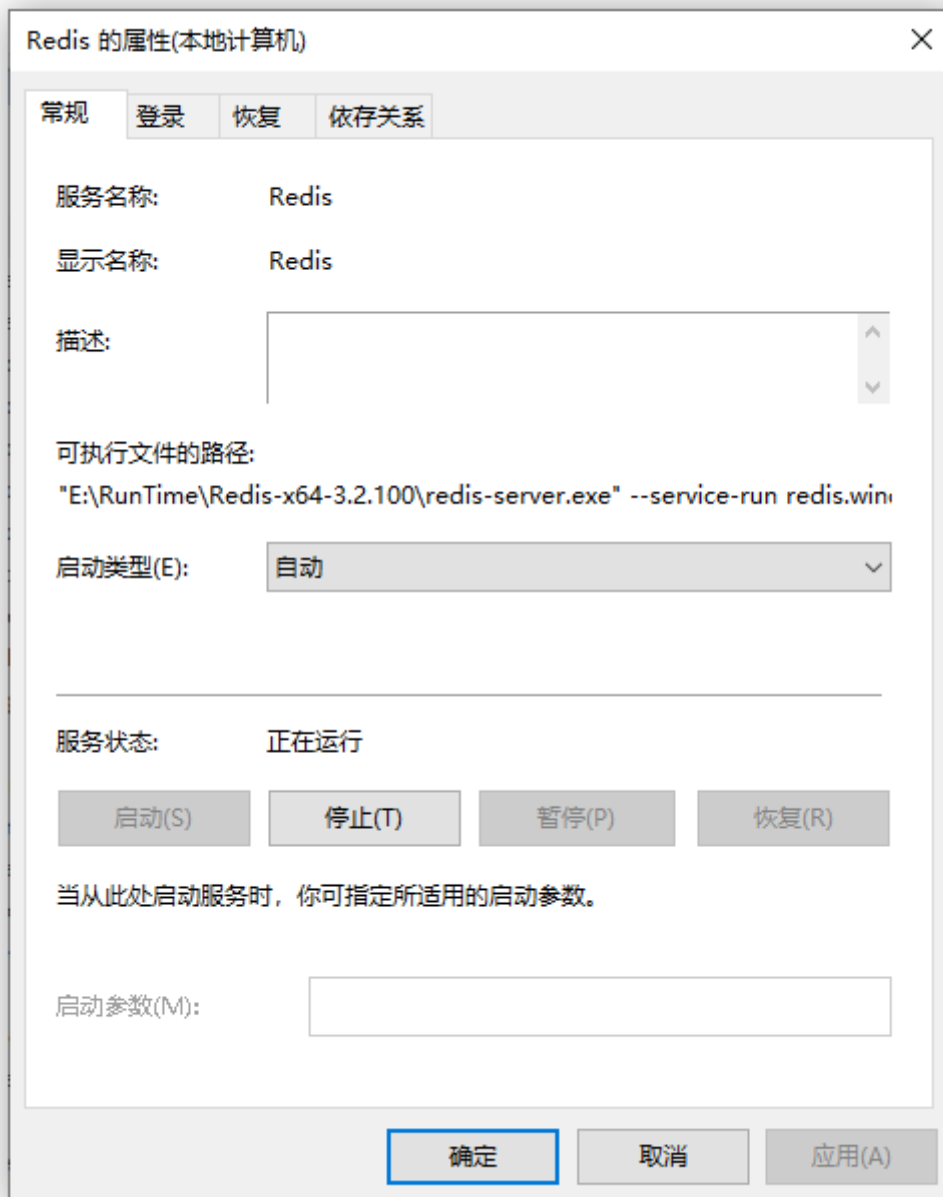 Redis 的属性(本地计算机)
常规 登录 恢复 依存关系
服务名称: Redis
显示名称: Redis
描述:
可执行文件的路径:
"E:\RunTime\Redis-x64-3.2.100\redis-server.exe" --service-run redis.win
启动类型(E): 自动
服务状态: 正在运行
启动(S) 停止(T) 暂停(P) 恢复(R)
当从此处启动服务时，你可指定所适用的启动参数。
启动参数(M):
确定 取消 应用(A)